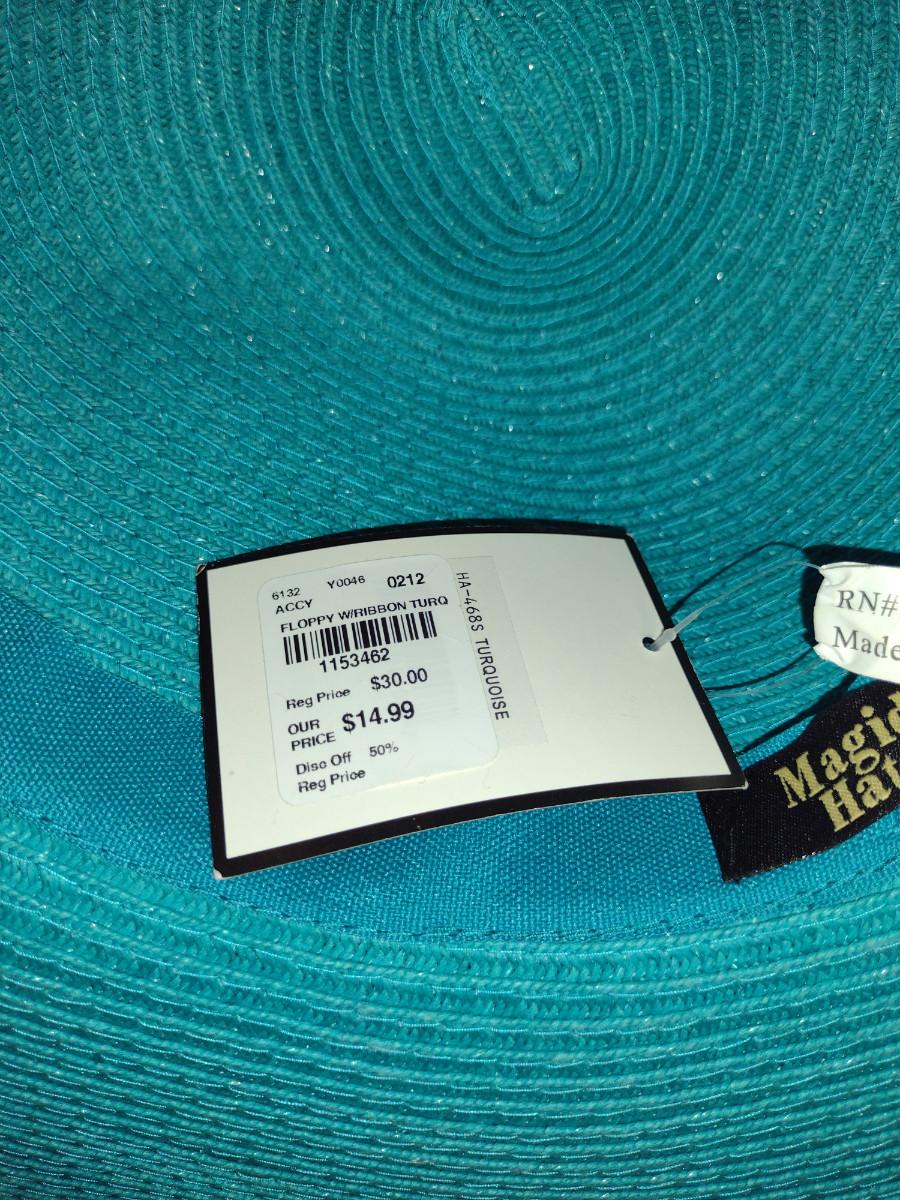 6132 Y0046 0212
ACCY
FLOPPY W/RIBBON TURQ
1153462
Reg Price $30.00
OUR PRICE $14.99
Disc Off 50%
Reg Price
HA-468S TURQUOISE
RN#
Made
Magid
Hat